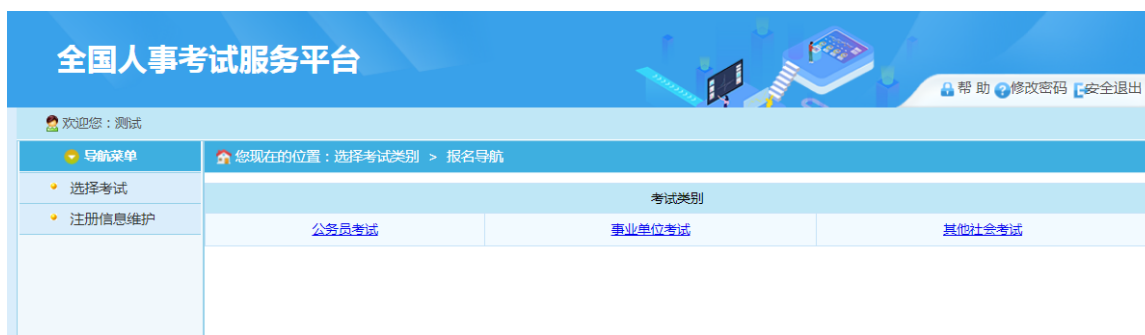 全国人事考试服务平台
帮 助 修改密码 安全退出
欢迎您：测试
导航菜单
您现在的位置：选择考试类别 > 报名导航
选择考试
注册信息维护
考试类别
公务员考试 事业单位考试 其他社会考试